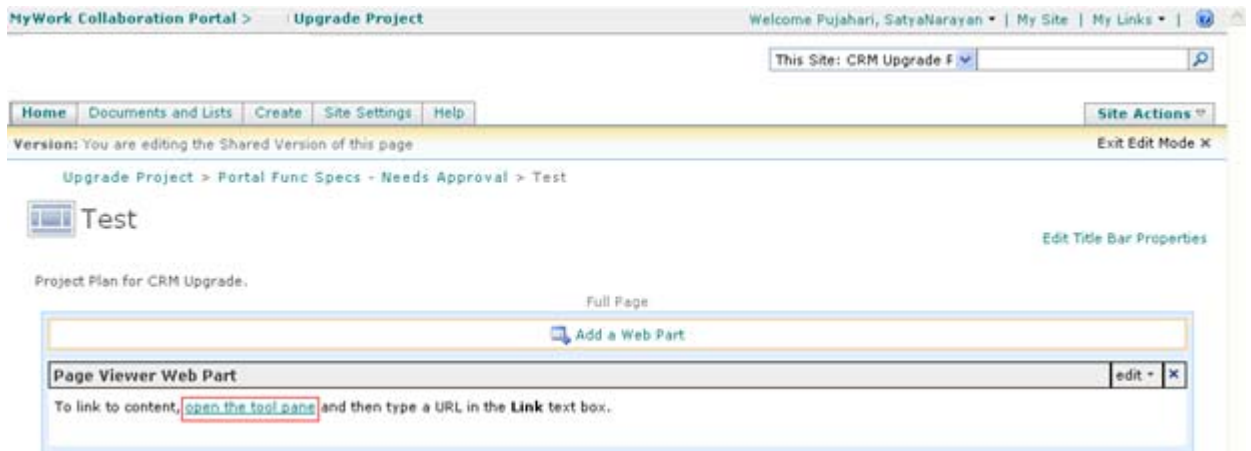 MyWork Collaboration Portal > Upgrade Project Welcome Pujahari, SatyaNarayan | My Site | My Links |
This Site: CRM Upgrade F
Home Documents and Lists Create Site Settings Help Site Actions
Version: You are editing the Shared Version of this page Exit Edit Mode ×
Upgrade Project > Portal Func Specs - Needs Approval > Test
Test
Edit Title Bar Properties
Project Plan for CRM Upgrade.
Full Page
Add a Web Part
Page Viewer Web Part edit ×
To link to content, open the tool pane and then type a URL in the Link text box.